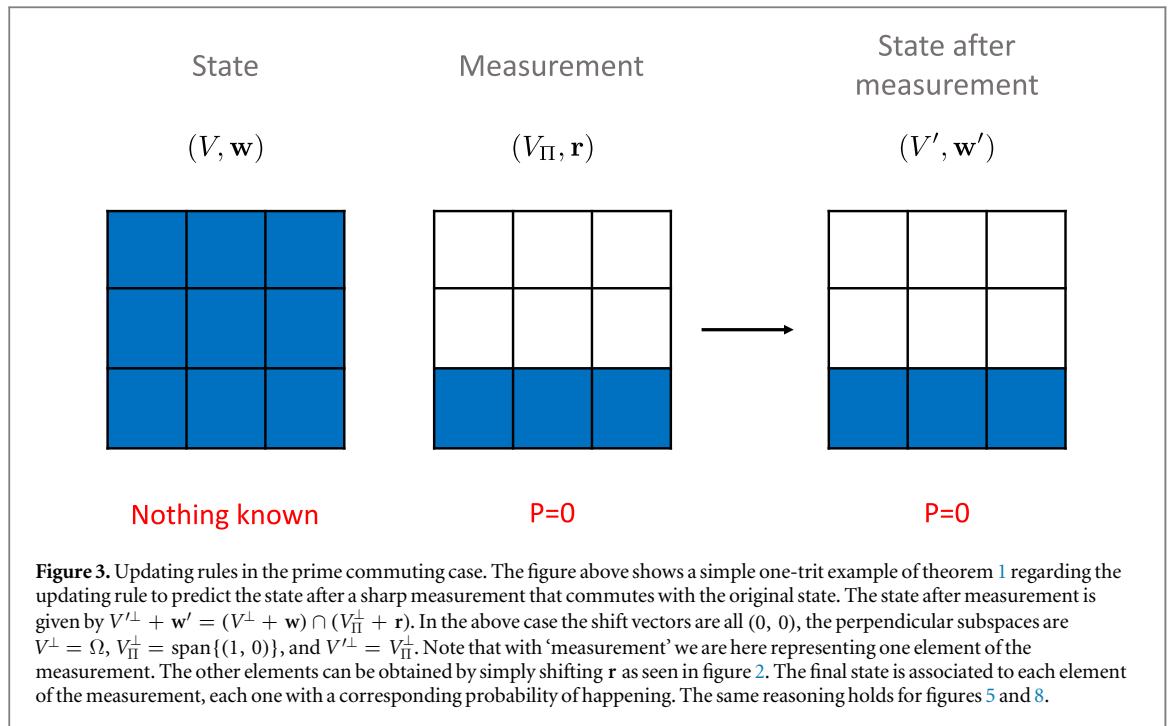 State
Measurement
State after
measurement
(V, w)
(V_Π, r)
(V′, w′)
Nothing known
P=0
P=0
Figure 3. Updating rules in the prime commuting case. The figure above shows a simple one-trit example of theorem 1 regarding the
updating rule to predict the state after a sharp measurement that commutes with the original state. The state after measurement is
given by V′⊥ + w′ = (V⊥ + w) ∩ (V_Π⊥ + r). In the above case the shift vectors are all (0, 0), the perpendicular subspaces are
V⊥ = Ω, V_Π⊥ = span{(1, 0)}, and V′⊥ = V_Π⊥. Note that with ‘measurement’ we are here representing one element of the
measurement. The other elements can be obtained by simply shifting r as seen in figure 2. The final state is associated to each element
of the measurement, each one with a corresponding probability of happening. The same reasoning holds for figures 5 and 8.